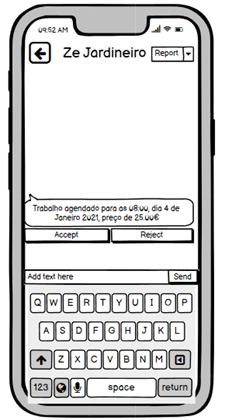 09:52 AM
Ze Jardineiro
Report
Trabalho agendado para as 08:00, dia 4 de
Janeiro 2021, preço de 25.00€
Accept Reject
Add text here Send
Q W E R T Y U I O P
A S D F G H J K L
Z X C V B N M
123 space return